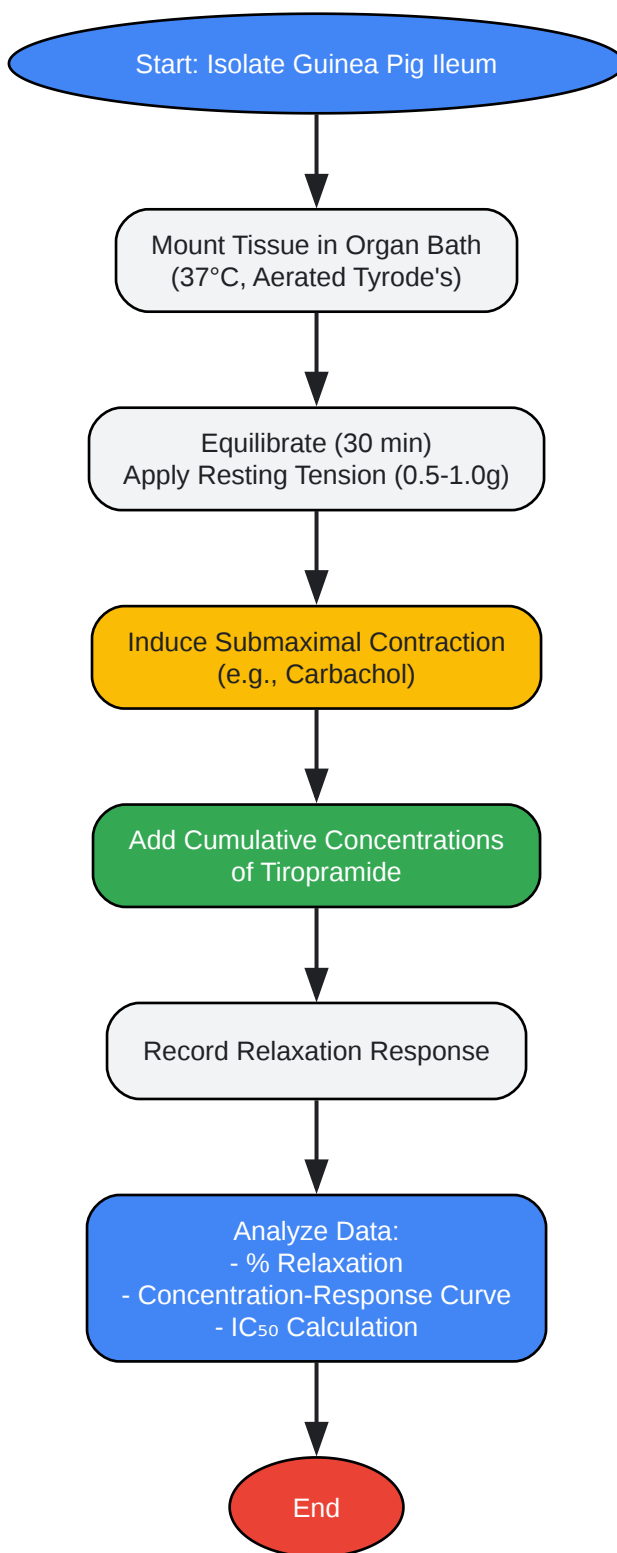 Start: Isolate Guinea Pig Ileum
Mount Tissue in Organ Bath
(37°C, Aerated Tyrode's)
Equilibrate (30 min)
Apply Resting Tension (0.5-1.0g)
Induce Submaximal Contraction
(e.g., Carbachol)
Add Cumulative Concentrations
of Tiropramide
Record Relaxation Response
Analyze Data:
- % Relaxation
- Concentration-Response Curve
- IC₅₀ Calculation
End